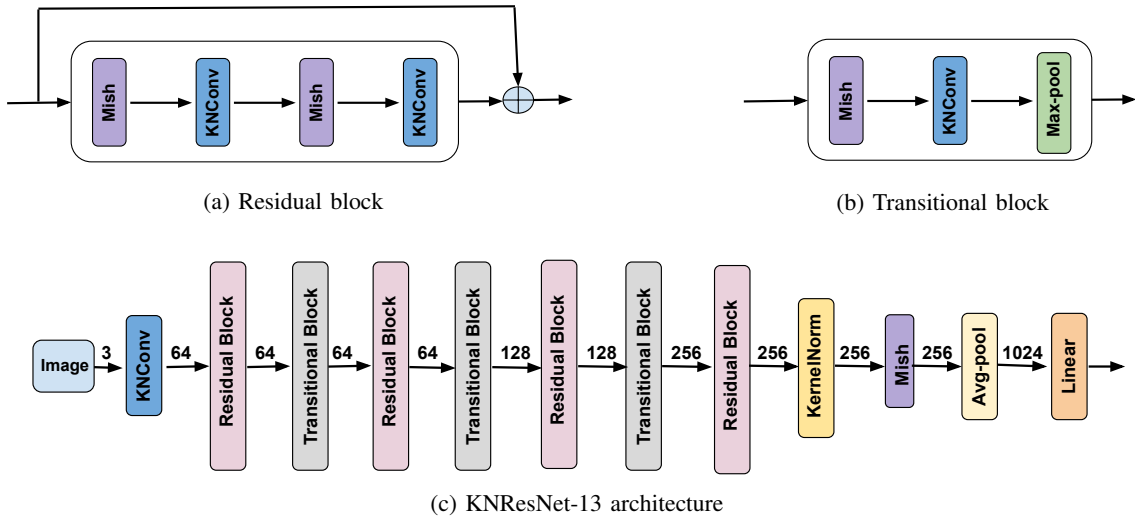 Mish
KNConv
Mish
KNConv
(a) Residual block
Mish
KNConv
Max-pool
(b) Transitional block
Image
3
KNConv
64
Residual Block
64
Transitional Block
64
Residual Block
64
Transitional Block
128
Residual Block
128
Transitional Block
256
Residual Block
256
KernelNorm
256
Mish
256
Avg-pool
1024
Linear
(c) KNResNet-13 architecture